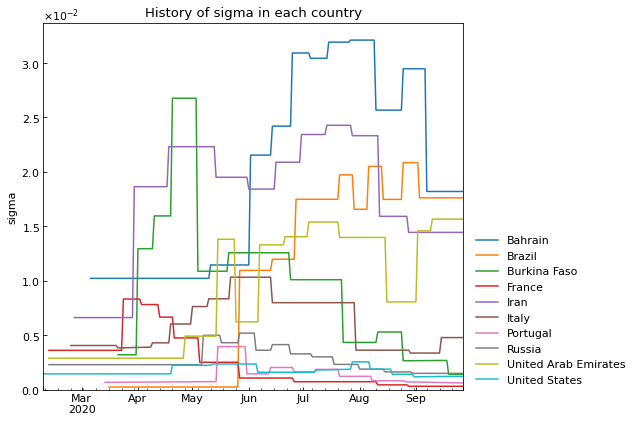 History of sigma in each country
×10⁻²
3.0
2.5
2.0
1.5
1.0
0.5
0.0
sigma
Mar Apr May Jun Jul Aug Sep
2020
Bahrain
Brazil
Burkina Faso
France
Iran
Italy
Portugal
Russia
United Arab Emirates
United States